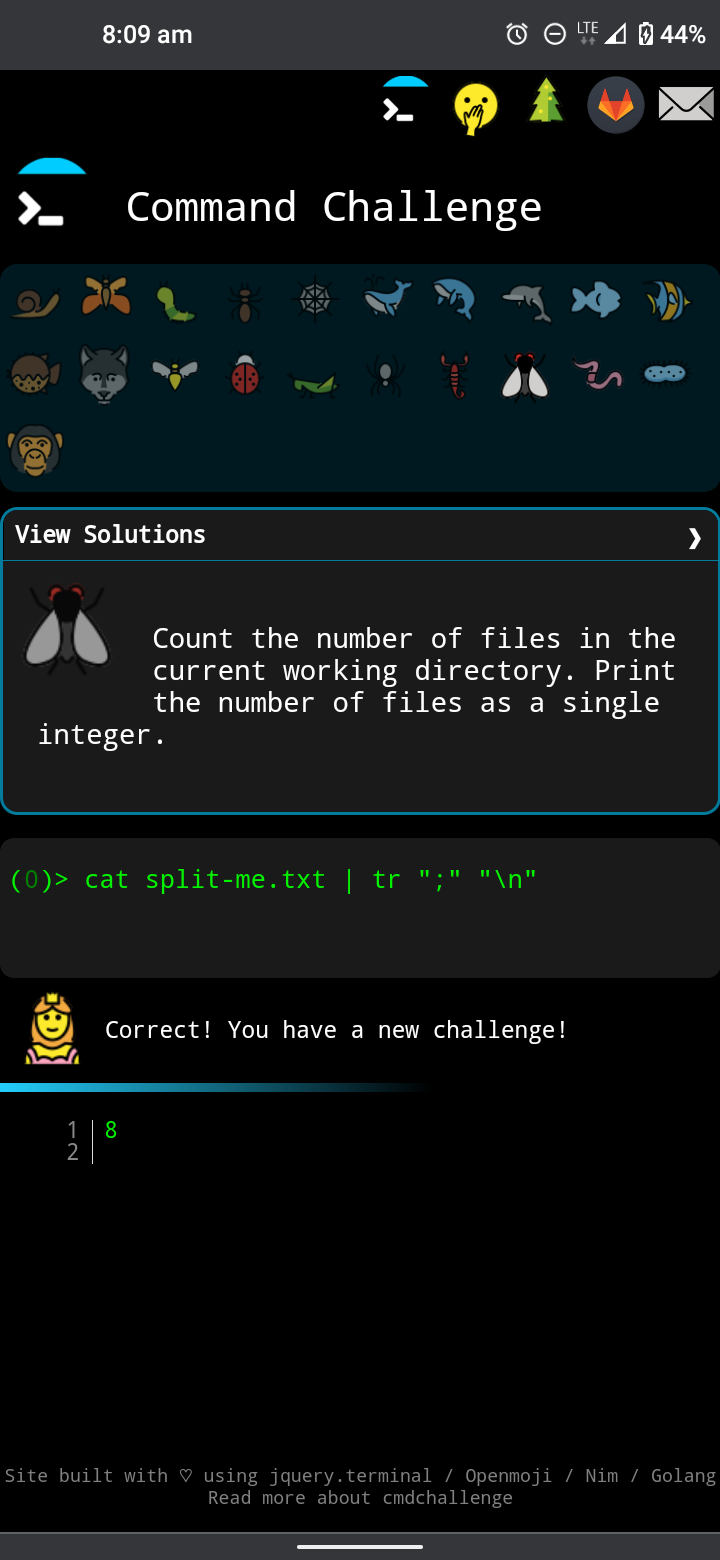 8:09 am
LTE
44%
Command Challenge
View Solutions
Count the number of files in the
current working directory. Print
the number of files as a single
integer.
(0)> cat split-me.txt | tr ";" "\n"
Correct! You have a new challenge!
1 8
2
Site built with ♡ using jquery.terminal / Openmoji / Nim / Golang
Read more about cmdchallenge